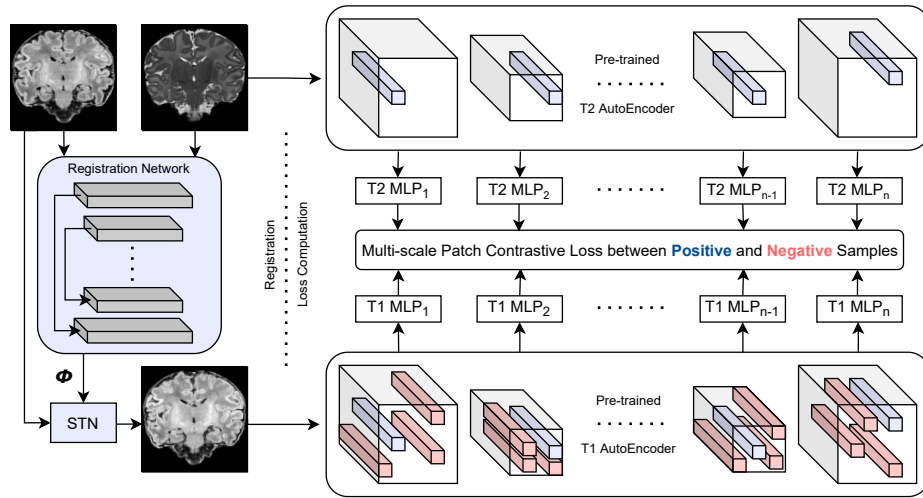 Registration Network
Φ
STN
Registration
Loss Computation
Pre-trained
T2 AutoEncoder
T2 MLP1
T2 MLP2
T2 MLPn-1
T2 MLPn
Multi-scale Patch Contrastive Loss between Positive and Negative Samples
T1 MLP1
T1 MLP2
T1 MLPn-1
T1 MLPn
Pre-trained
T1 AutoEncoder